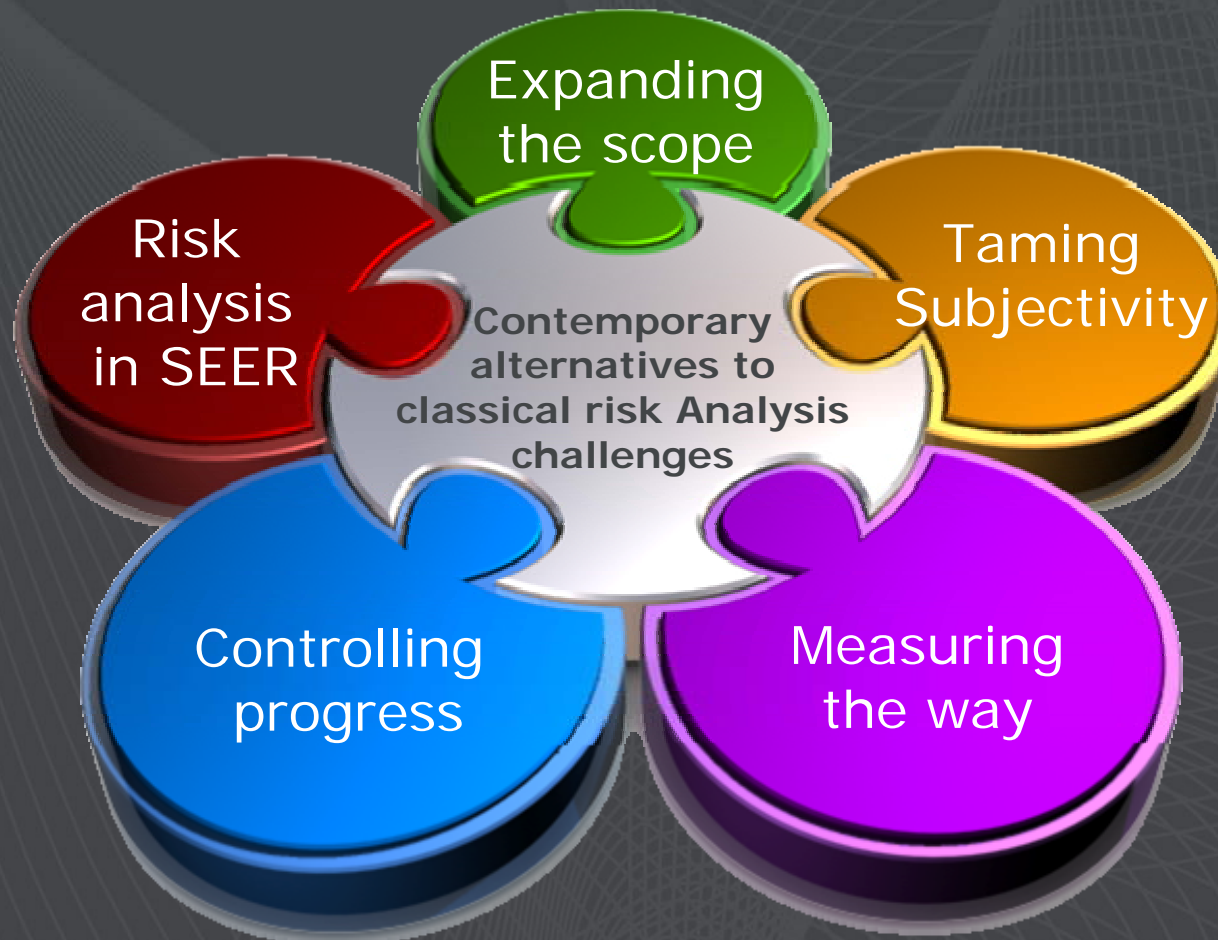 Expanding
the scope
Risk
analysis
in SEER
Taming
Subjectivity
Contemporary
alternatives to
classical risk Analysis
challenges
Controlling
progress
Measuring
the way